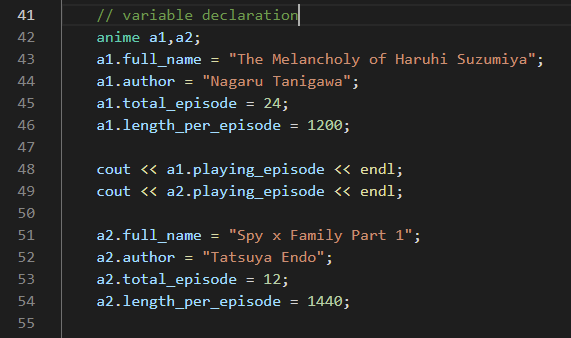 41 // variable declaration
42 anime a1,a2;
43 a1.full_name = "The Melancholy of Haruhi Suzumiya";
44 a1.author = "Nagaru Tanigawa";
45 a1.total_episode = 24;
46 a1.length_per_episode = 1200;
47
48 cout << a1.playing_episode << endl;
49 cout << a2.playing_episode << endl;
50
51 a2.full_name = "Spy x Family Part 1";
52 a2.author = "Tatsuya Endo";
53 a2.total_episode = 12;
54 a2.length_per_episode = 1440;
55